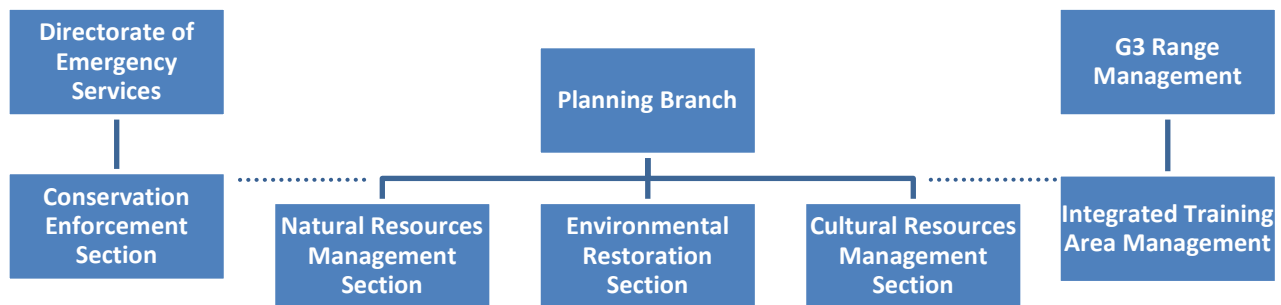 Directorate of
Emergency
Services
Planning Branch
G3 Range
Management
Conservation
Enforcement
Section
Natural Resources
Management
Section
Environmental
Restoration
Section
Cultural Resources
Management
Section
Integrated Training
Area Management